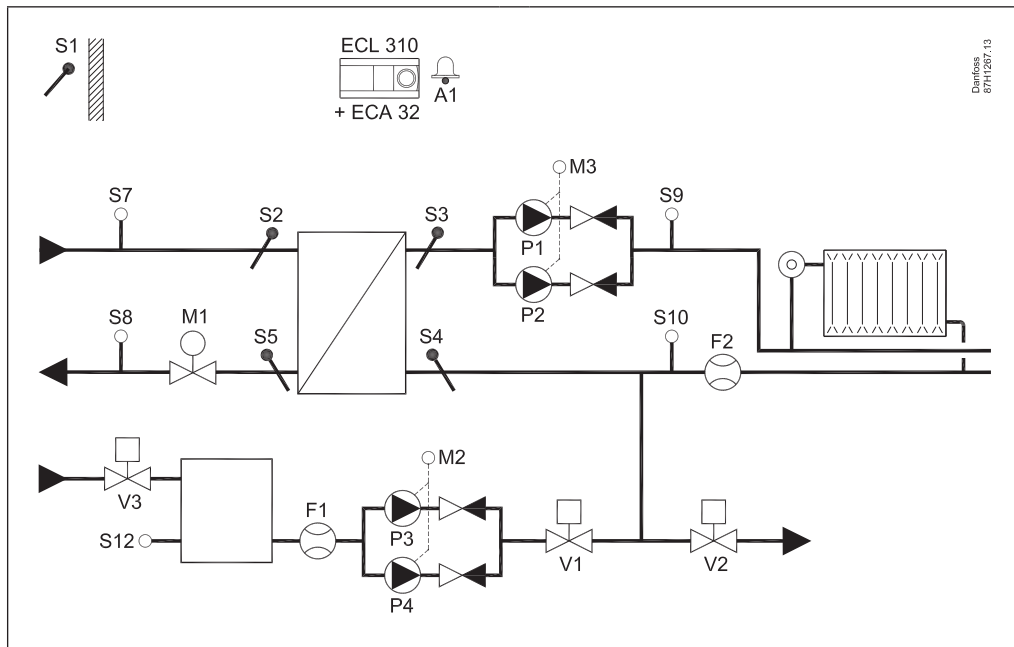 S1
ECL 310
A1
+ ECA 32
Danfoss
87H1267.13
M3
S7
S2
S3
S9
P1
P2
S8
M1
S5
S4
S10
F2
M2
V3
F1
P3
S12
V1
V2
P4